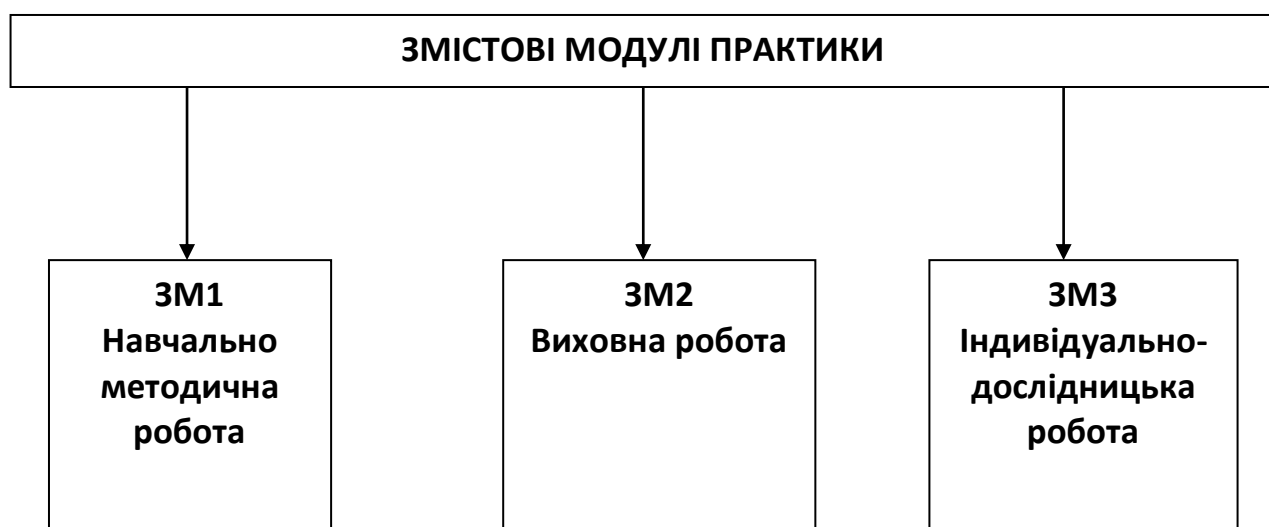 ЗМІСТОВІ МОДУЛІ ПРАКТИКИ
ЗМ1
Навчально
методична
робота
ЗМ2
Виховна робота
ЗМ3
Індивідуально-
дослідницька
робота